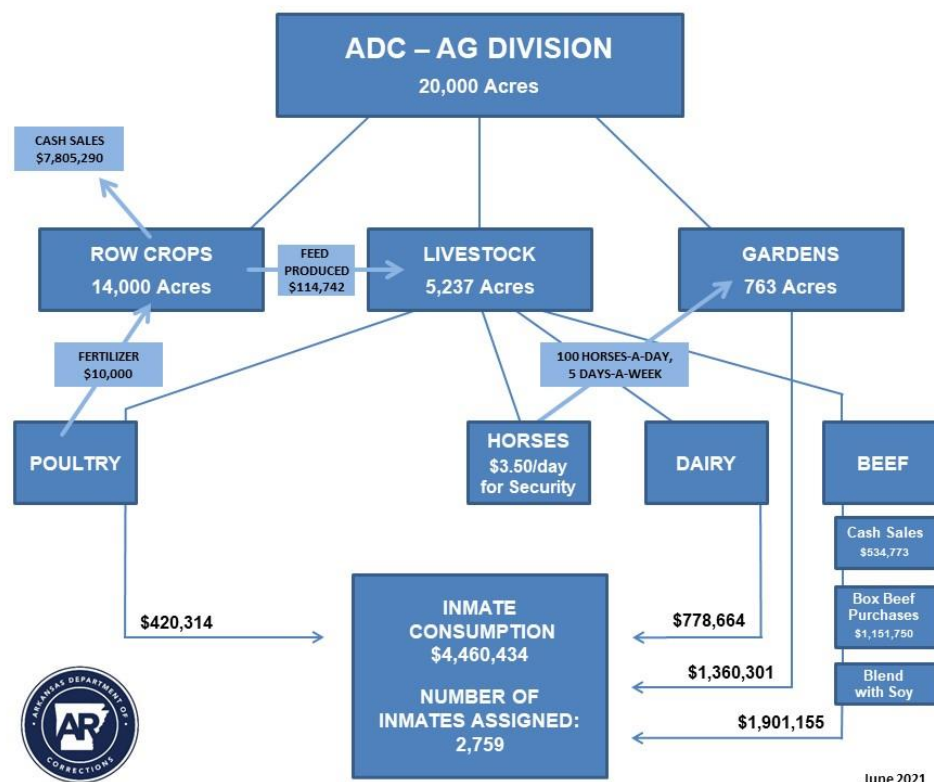 ADC – AG DIVISION
20,000 Acres
CASH SALES
$7,805,290
ROW CROPS
14,000 Acres
FEED
PRODUCED
$114,742
LIVESTOCK
5,237 Acres
GARDENS
763 Acres
FERTILIZER
$10,000
100 HORSES-A-DAY,
5 DAYS-A-WEEK
POULTRY
HORSES
$3.50/day
for Security
DAIRY
BEEF
Cash Sales
$534,773
Box Beef
Purchases
$1,151,750
Blend
with Soy
$420,314
INMATE
CONSUMPTION
$4,460,434
NUMBER OF
INMATES ASSIGNED:
2,759
$778,664
$1,360,301
$1,901,155
ARKANSAS DEPARTMENT OF
AR
CORRECTIONS
June 2021